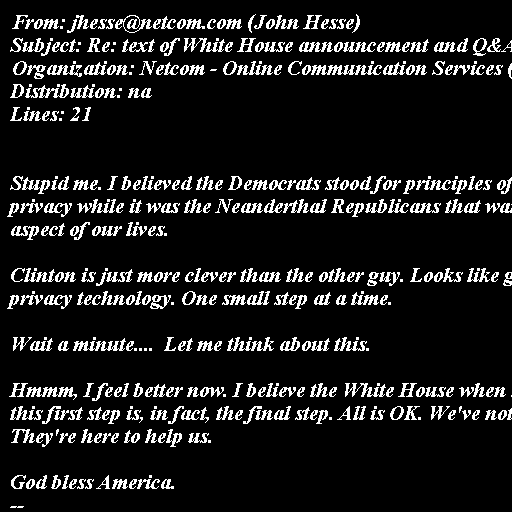 From: jhesse@netcom.com (John Hesse)
Subject: Re: text of White House announcement and Q&A
Organization: Netcom - Online Communication Services (
Distribution: na
Lines: 21
Stupid me. I believed the Democrats stood for principles of
privacy while it was the Neanderthal Republicans that wa
aspect of our lives.
Clinton is just more clever than the other guy. Looks like g
privacy technology. One small step at a time.
Wait a minute.... Let me think about this.
Hmmm, I feel better now. I believe the White House when
this first step is, in fact, the final step. All is OK. We've not
They're here to help us.
God bless America.
--